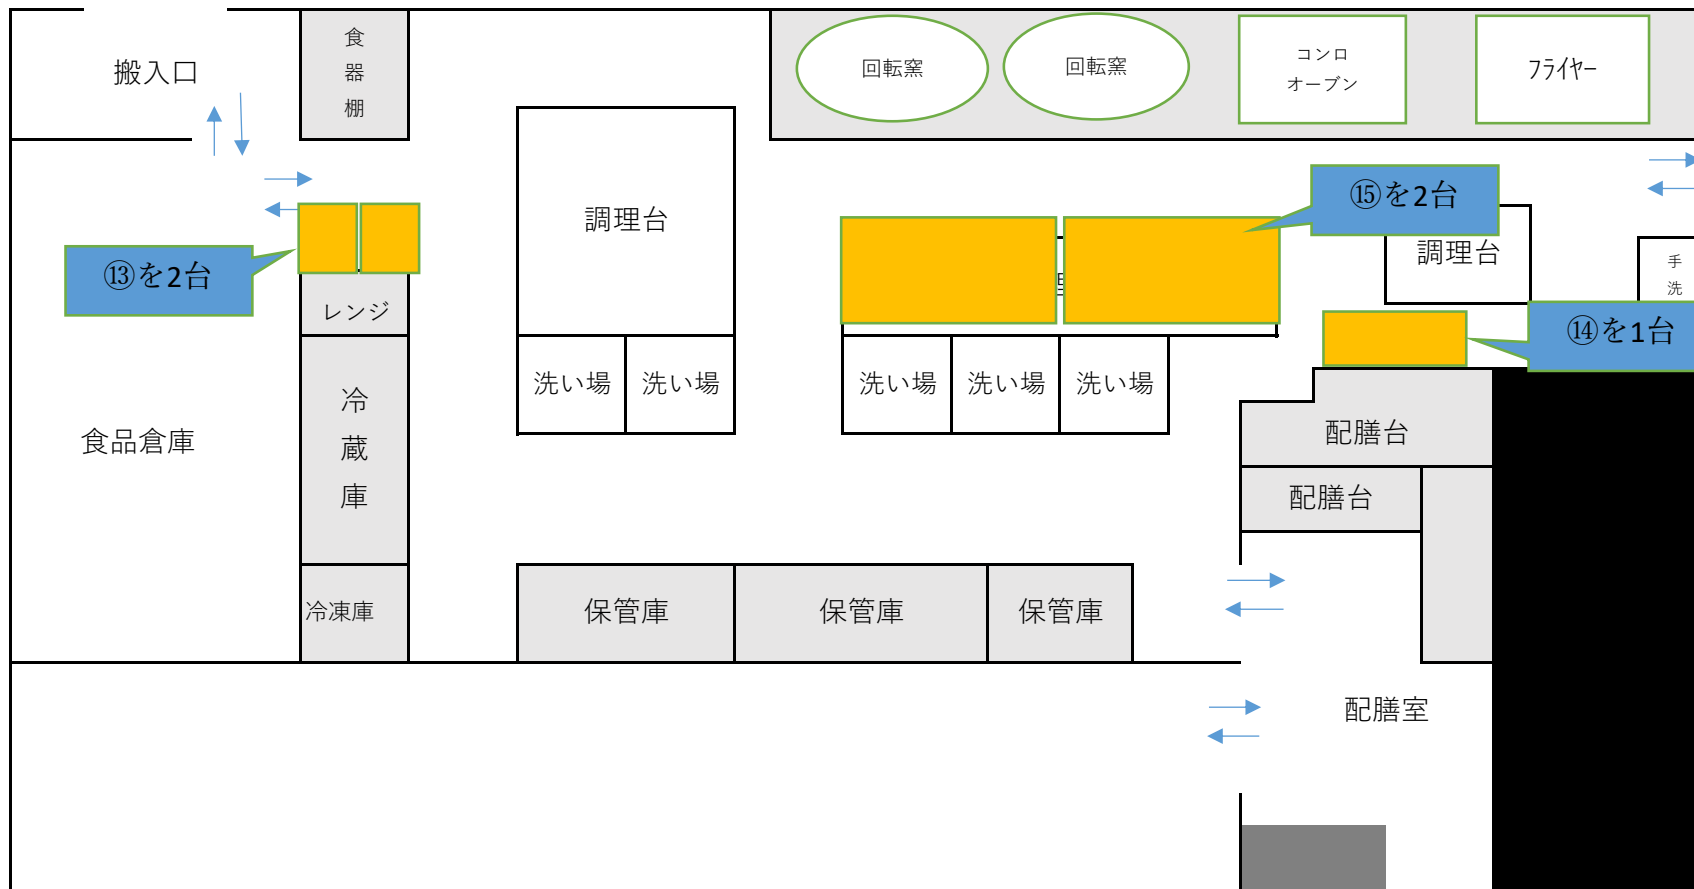 搬入口
食
器
棚
回転窯
回転窯
コンロ
オーブン
フライヤー
⑮を2台
調理台
調理台
手
洗
⑬を2台
レンジ
⑭を1台
洗い場
洗い場
洗い場
洗い場
洗い場
冷
蔵
庫
食品倉庫
配膳台
配膳台
冷凍庫
保管庫
保管庫
保管庫
配膳室